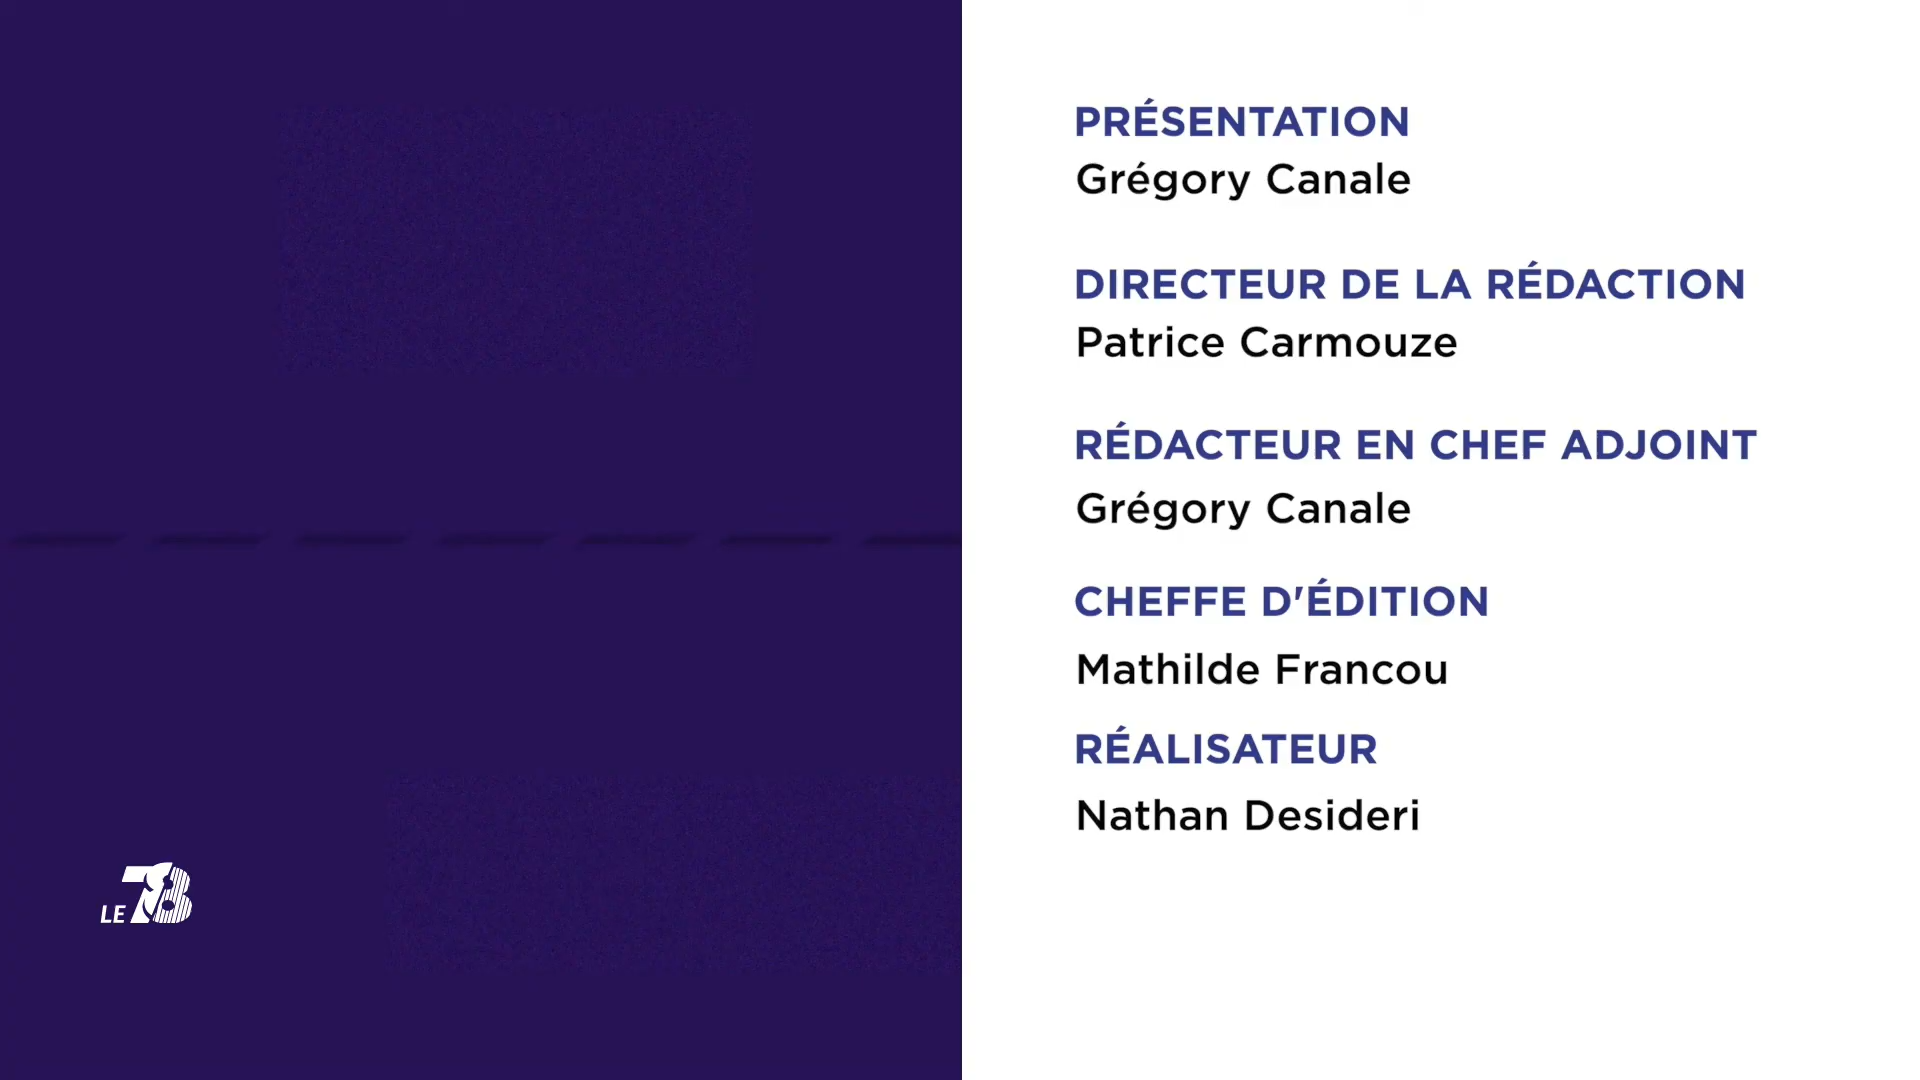 PRÉSENTATION
Grégory Canale
DIRECTEUR DE LA RÉDACTION
Patrice Carmouze
RÉDACTEUR EN CHEF ADJOINT
Grégory Canale
CHEFFE D'ÉDITION
Mathilde Francou
RÉALISATEUR
Nathan Desideri
LE 78